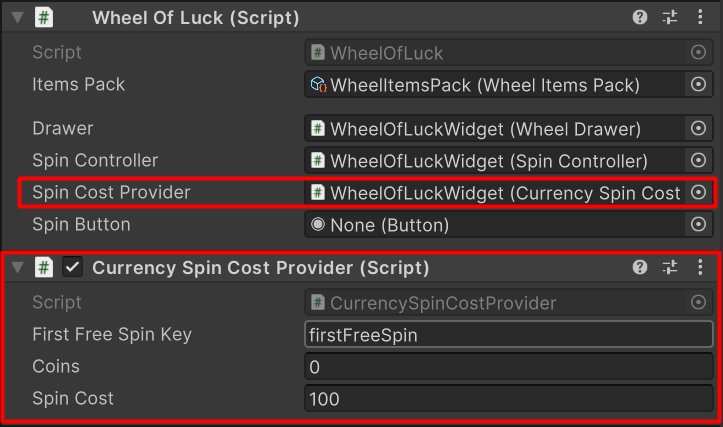 Wheel Of Luck (Script)
Script WheelOfLuck
Items Pack WheelItemsPack (Wheel Items Pack)
Drawer WheelOfLuckWidget (Wheel Drawer)
Spin Controller WheelOfLuckWidget (Spin Controller)
Spin Cost Provider WheelOfLuckWidget (Currency Spin Cost
Spin Button None (Button)
Currency Spin Cost Provider (Script)
Script CurrencySpinCostProvider
First Free Spin Key firstFreeSpin
Coins 0
Spin Cost 100